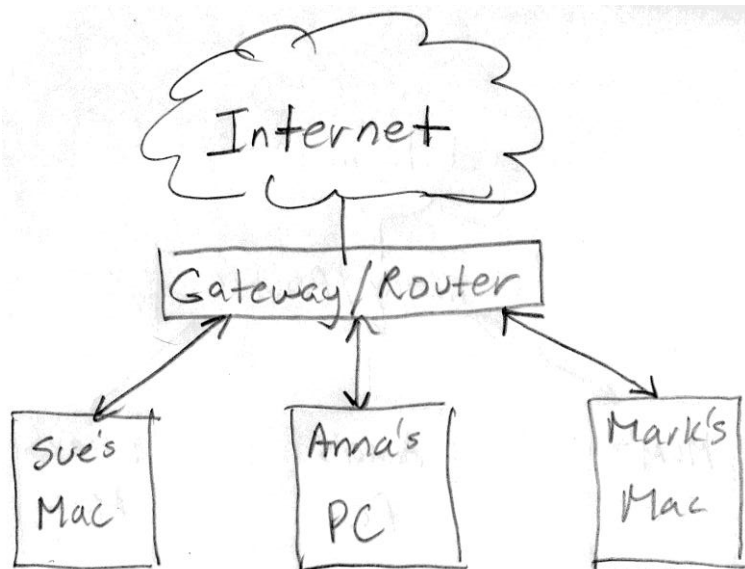 Internet
Gateway/Router
Sue's
Mac
Anna's
PC
Mark's
Mac